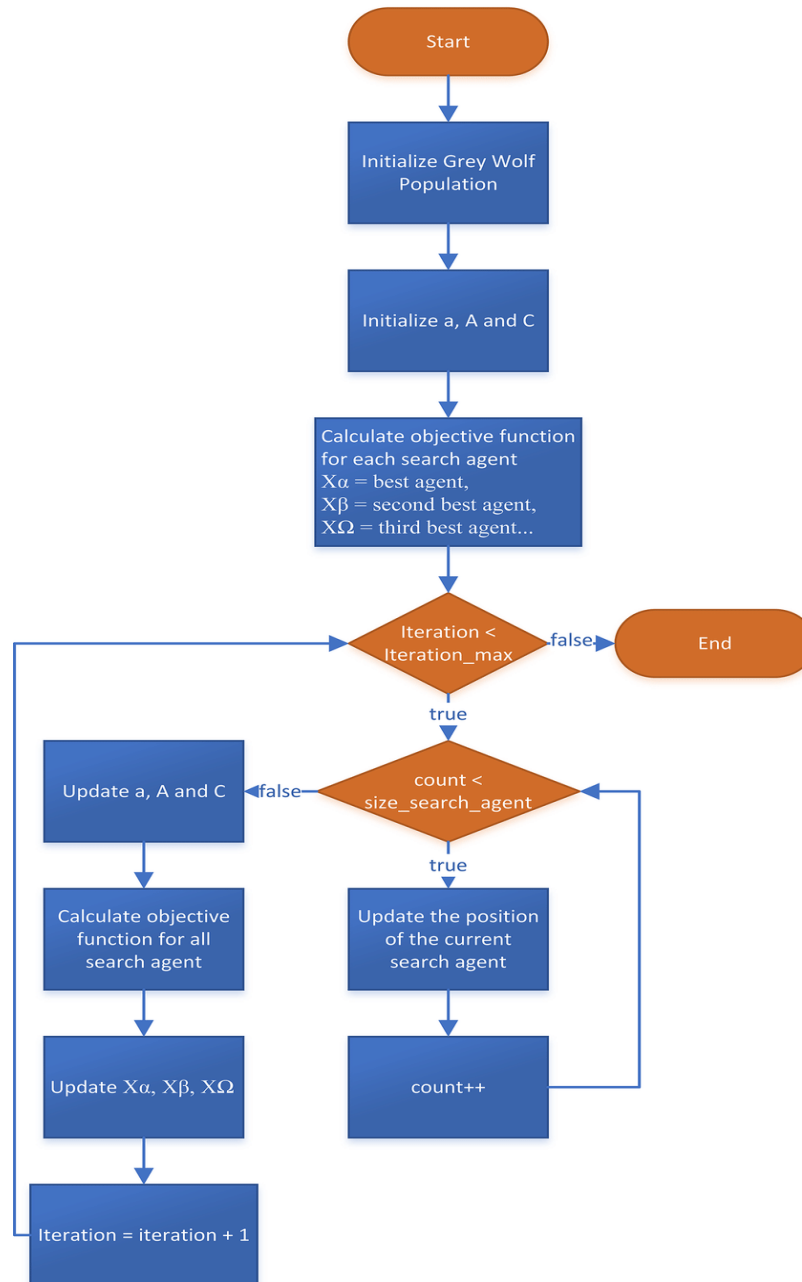 Start
Initialize Grey Wolf
Population
Initialize a, A and C
Calculate objective function
for each search agent
Xα = best agent,
Xβ = second best agent,
XΩ = third best agent...
Iteration <
Iteration_max
false
End
true
count <
size_search_agent
false
Update a, A and C
true
Calculate objective
function for all
search agent
Update the position
of the current
search agent
Update Xα, Xβ, XΩ
count++
Iteration = iteration + 1